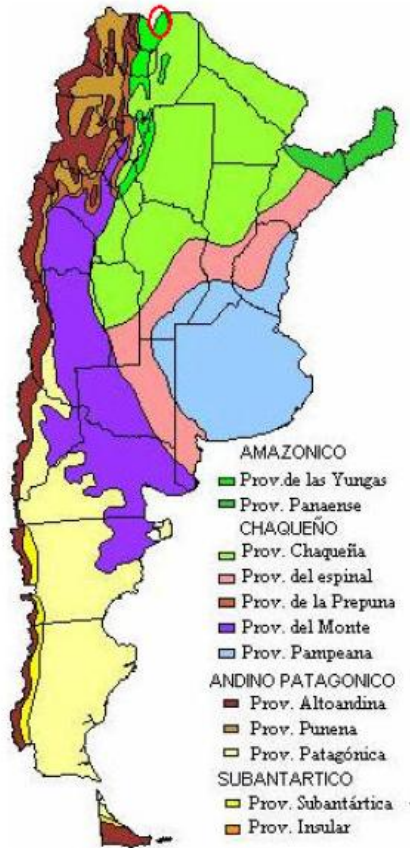 AMAZONICO
Prov.de las Yungas
Prov. Panaense
CHAQUEÑO
Prov. Chaqueña
Prov. del espinal
Prov. de la Prepuna
Prov. del Monte
Prov. Pampeana
ANDINO PATAGONICO
Prov. Altoandina
Prov. Punena
Prov. Patagónica
SUBANTARTICO
Prov. Subantártica
Prov. Insular